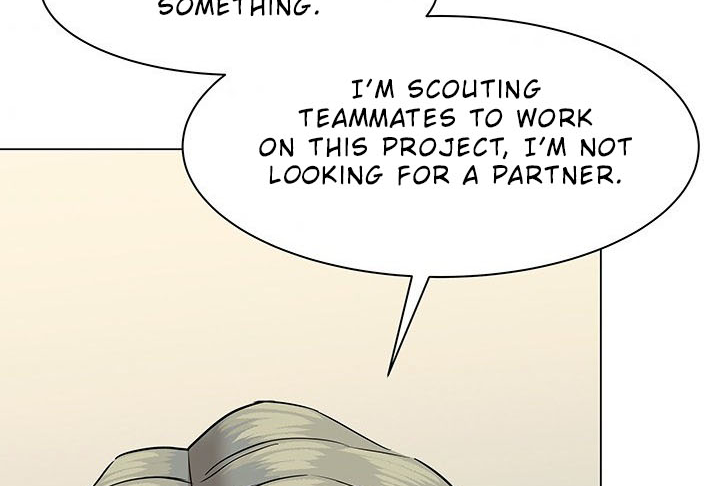 SOMETHING.
I'M SCOUTING
TEAMMATES TO WORK
ON THIS PROJECT, I'M NOT
LOOKING FOR A PARTNER.